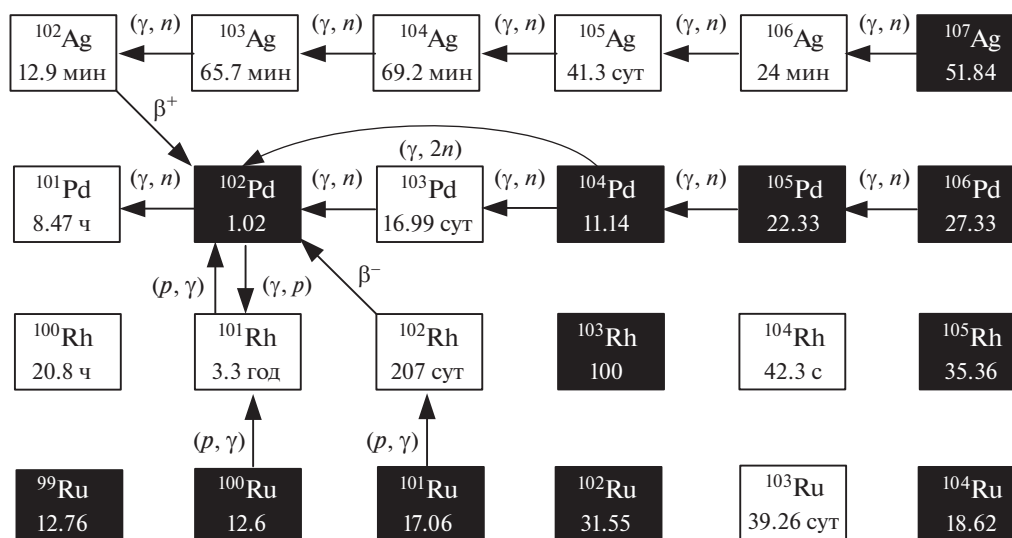 (γ, n) (γ, n) (γ, n) (γ, n) (γ, n)
¹⁰²Ag ¹⁰³Ag ¹⁰⁴Ag ¹⁰⁵Ag ¹⁰⁶Ag ¹⁰⁷Ag
12.9 мин 65.7 мин 69.2 мин 41.3 сут 24 мин 51.84
β⁺
(γ, 2n)
(γ, n) (γ, n) (γ, n) (γ, n) (γ, n)
¹⁰¹Pd ¹⁰²Pd ¹⁰³Pd ¹⁰⁴Pd ¹⁰⁵Pd ¹⁰⁶Pd
8.47 ч 1.02 16.99 сут 11.14 22.33 27.33
(p, γ) (γ, p) β⁻
¹⁰⁰Rh ¹⁰¹Rh ¹⁰²Rh ¹⁰³Rh ¹⁰⁴Rh ¹⁰⁵Rh
20.8 ч 3.3 год 207 сут 100 42.3 с 35.36
(p, γ) (p, γ)
⁹⁹Ru ¹⁰⁰Ru ¹⁰¹Ru ¹⁰²Ru ¹⁰³Ru ¹⁰⁴Ru
12.76 12.6 17.06 31.55 39.26 сут 18.62